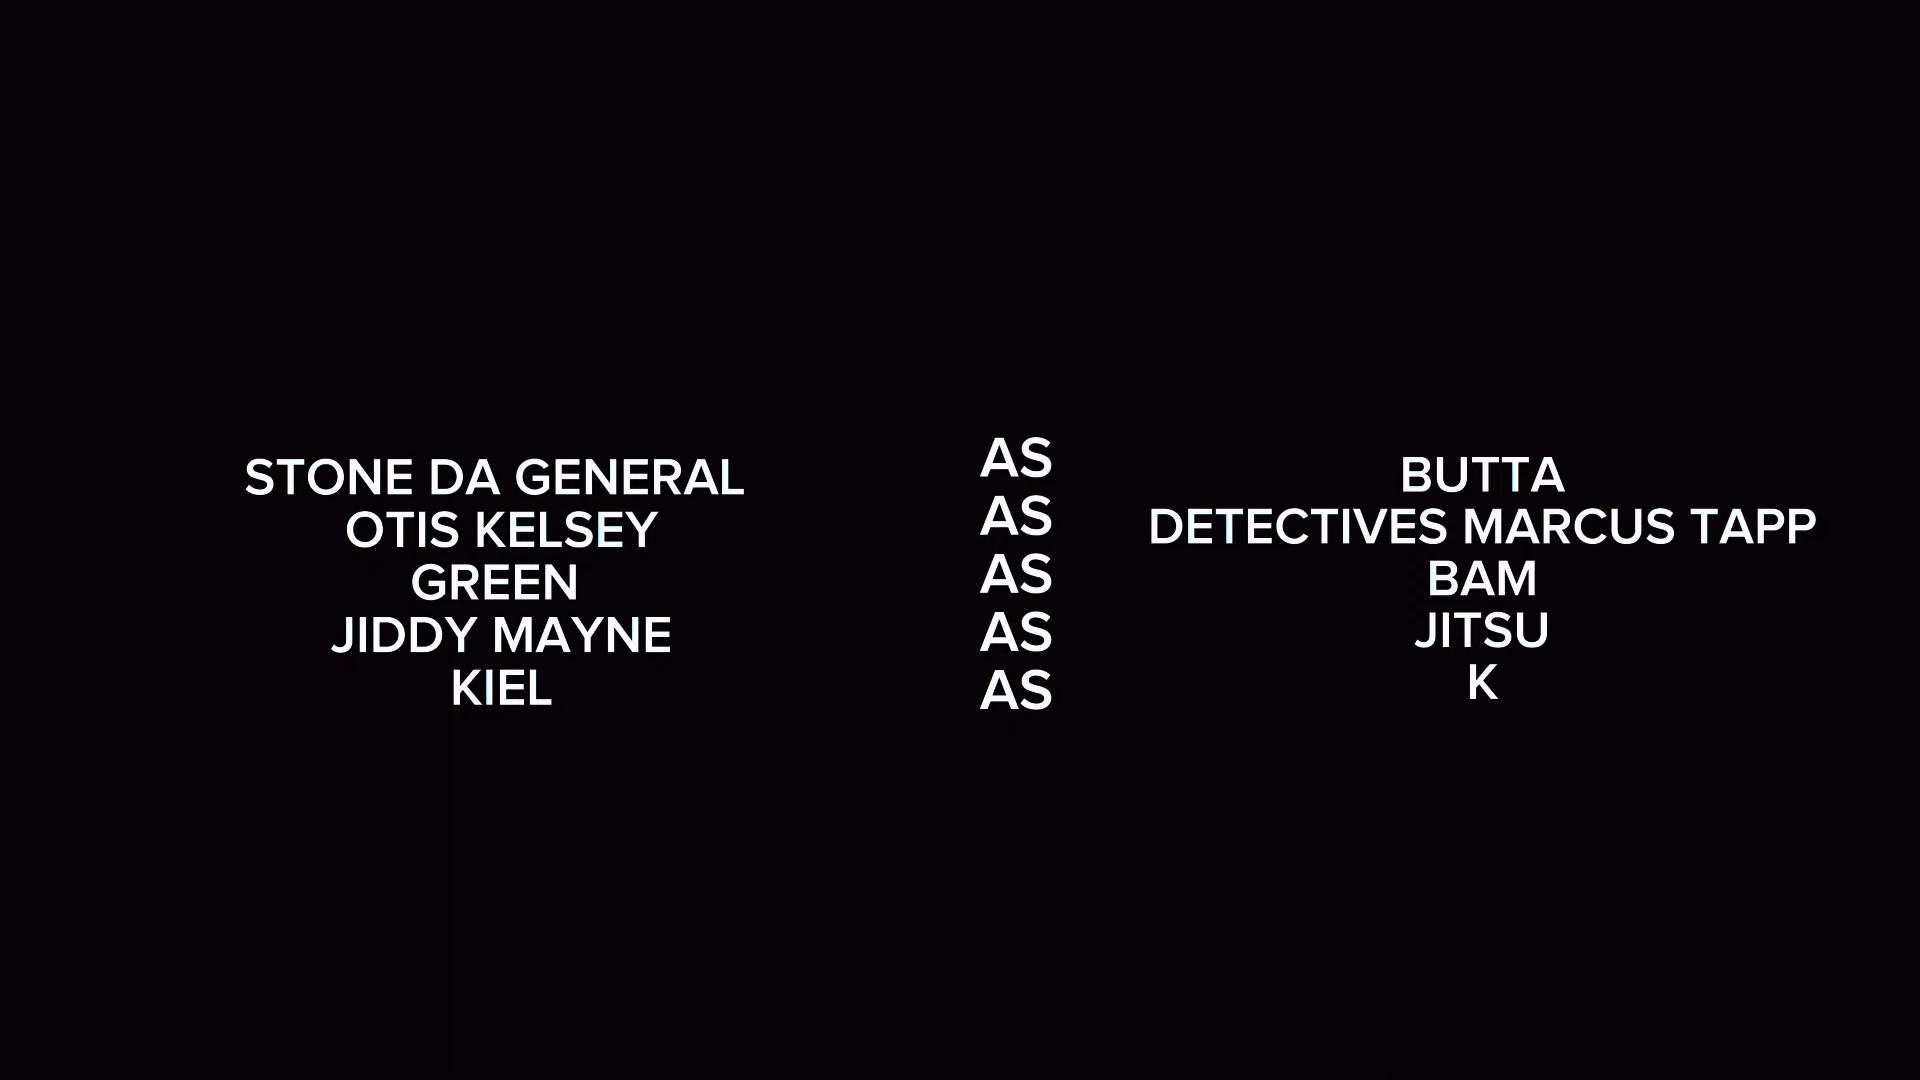 STONE DA GENERAL AS BUTTA
OTIS KELSEY AS DETECTIVES MARCUS TAPP
GREEN AS BAM
JIDDY MAYNE AS JITSU
KIEL AS K